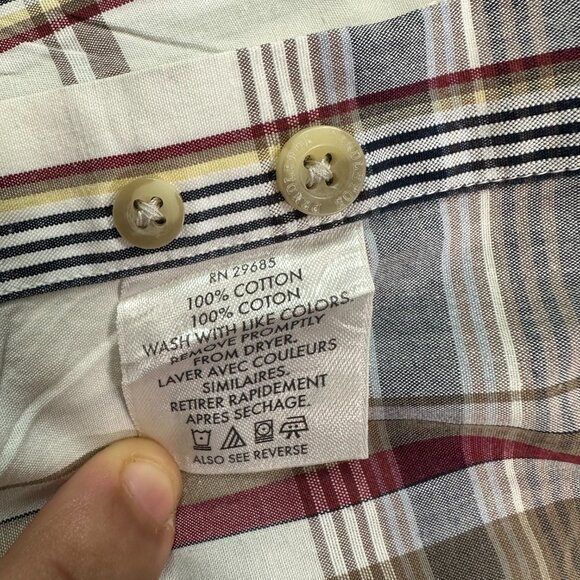 RN 29685
100% COTTON
100% COTON
WASH WITH LIKE COLORS.
REMOVE PROMPTLY
FROM DRYER.
LAVER AVEC COULEURS
SIMILAIRES.
RETIRER RAPIDEMENT
APRES SECHAGE.
ALSO SEE REVERSE